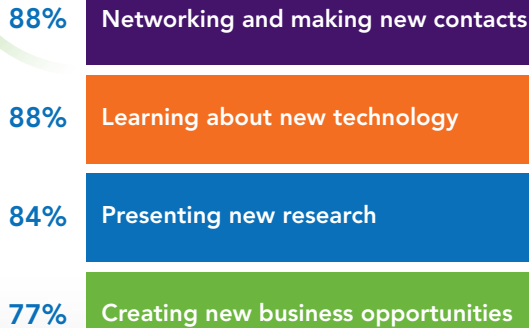 88% Networking and making new contacts
88% Learning about new technology
84% Presenting new research
77% Creating new business opportunities